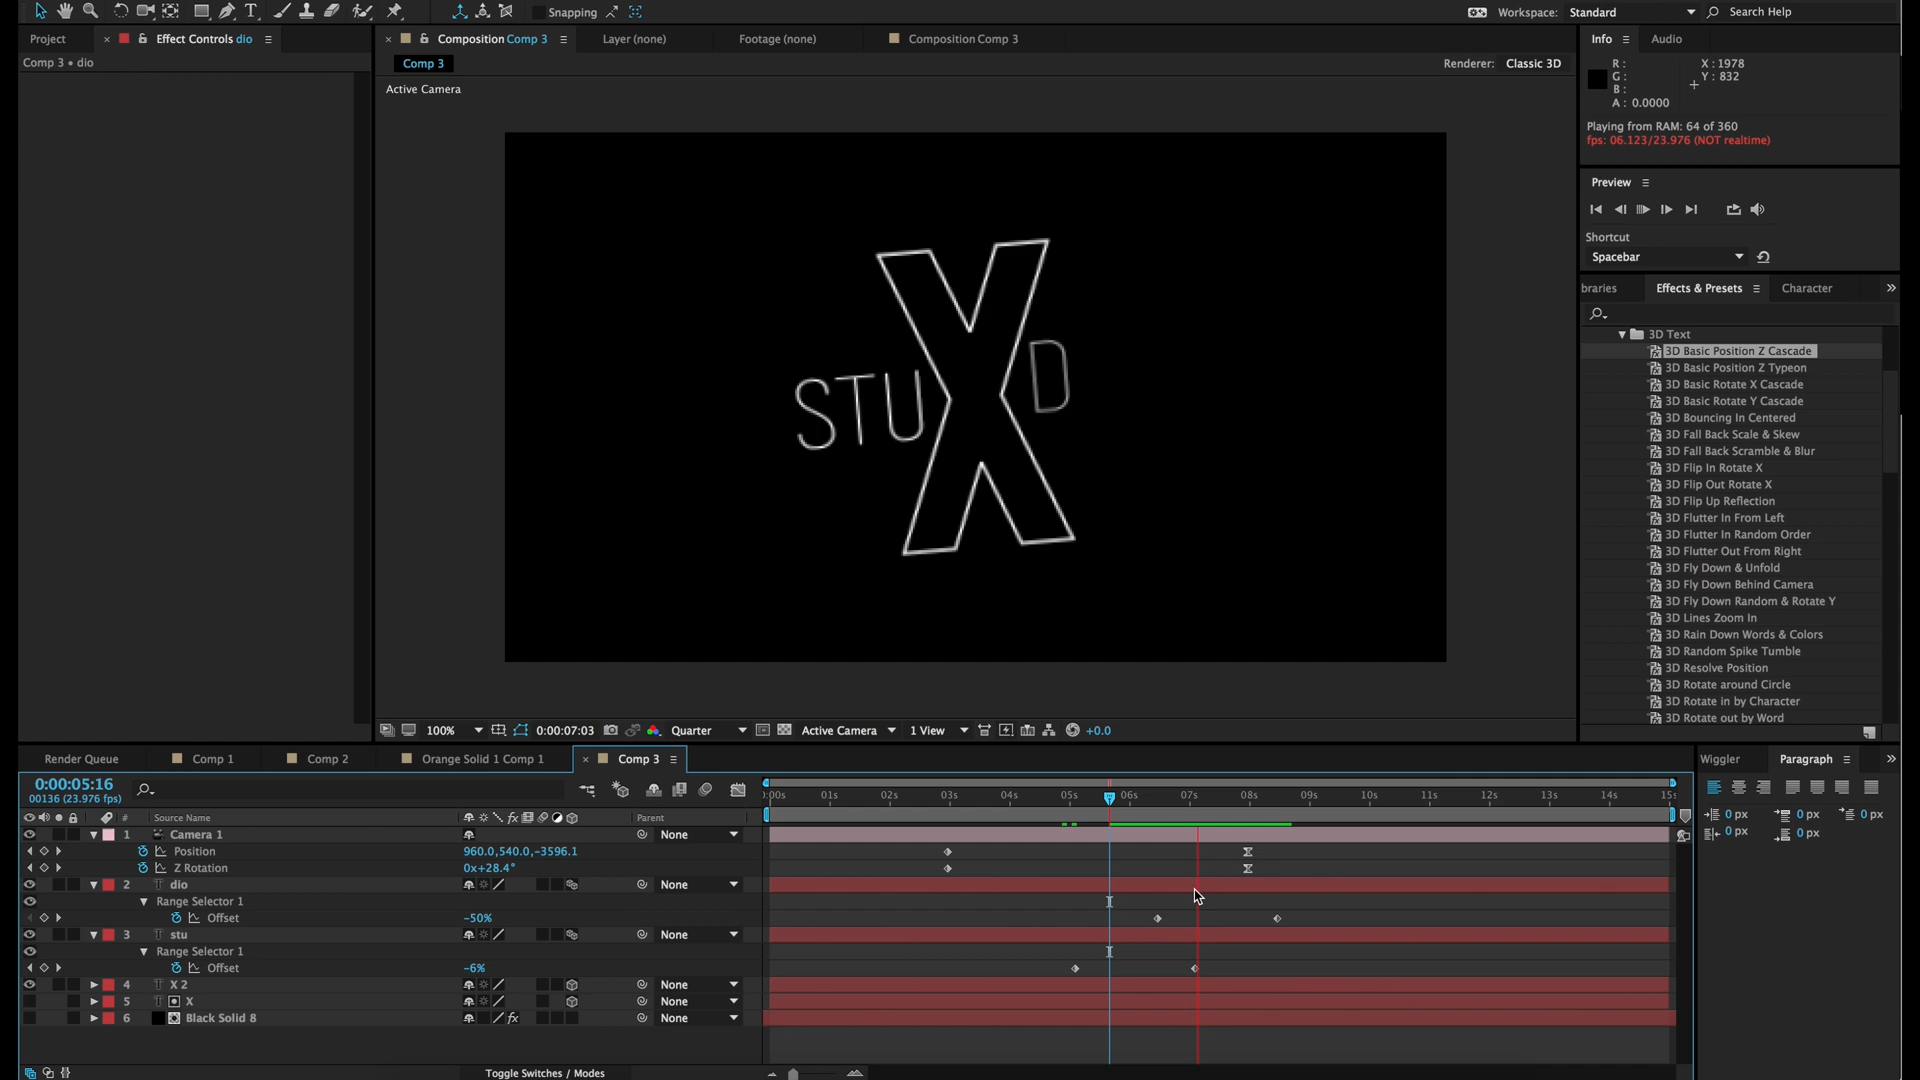 Snapping
Workspace: Standard
Search Help
Project
Effect Controls dio
Composition Comp 3
Layer (none)
Footage (none)
Composition Comp 3
Info
Audio
Comp 3 • dio
Comp 3
Renderer: Classic 3D
R :
G :
B :
A : 0.0000
X : 1978
Y : 832
Active Camera
Playing from RAM: 64 of 360
fps: 06.123/23.976 (NOT realtime)
Preview
Shortcut
Spacebar
braries
Effects & Presets
Character
3D Text
3D Basic Position Z Cascade
3D Basic Position Z Typeon
3D Basic Rotate X Cascade
3D Basic Rotate Y Cascade
3D Bouncing In Centered
3D Fall Back Scale & Skew
3D Fall Back Scramble & Blur
3D Flip In Rotate X
3D Flip Out Rotate X
3D Flip Up Reflection
3D Flutter In From Left
3D Flutter In Random Order
3D Flutter Out From Right
3D Fly Down & Unfold
3D Fly Down Behind Camera
3D Fly Down Random & Rotate Y
3D Lines Zoom In
3D Rain Down Words & Colors
3D Random Spike Tumble
3D Resolve Position
3D Rotate around Circle
3D Rotate in by Character
3D Rotate out by Word
STU X D
100%
0:00:07:03
Quarter
Active Camera
1 View
+0.0
Render Queue
Comp 1
Comp 2
Orange Solid 1 Comp 1
Comp 3
Wiggler
Paragraph
0:00:05:16
00136 (23.976 fps)
:00s 01s 02s 03s 04s 05s 06s 07s 08s 09s 10s 11s 12s 13s 14s 15s
# Source Name
fx
Parent
0 px 0 px 0 px
0 px 0 px
1 Camera 1 None
Position 960.0,540.0,-3596.1
Z Rotation 0x+28.4°
2 T dio None
Range Selector 1
Offset -50%
3 T stu None
Range Selector 1
Offset -6%
4 T X 2 None
5 T X None
6 Black Solid 8 fx None
Toggle Switches / Modes